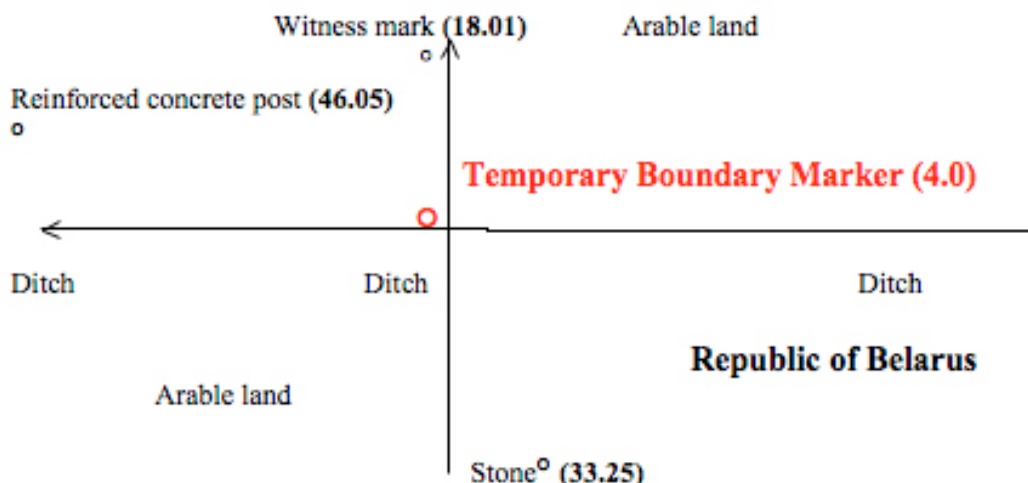 Witness mark (18.01) Arable land
Reinforced concrete post (46.05)
Temporary Boundary Marker (4.0)
Ditch Ditch Ditch
Republic of Belarus
Arable land
Stone (33.25)